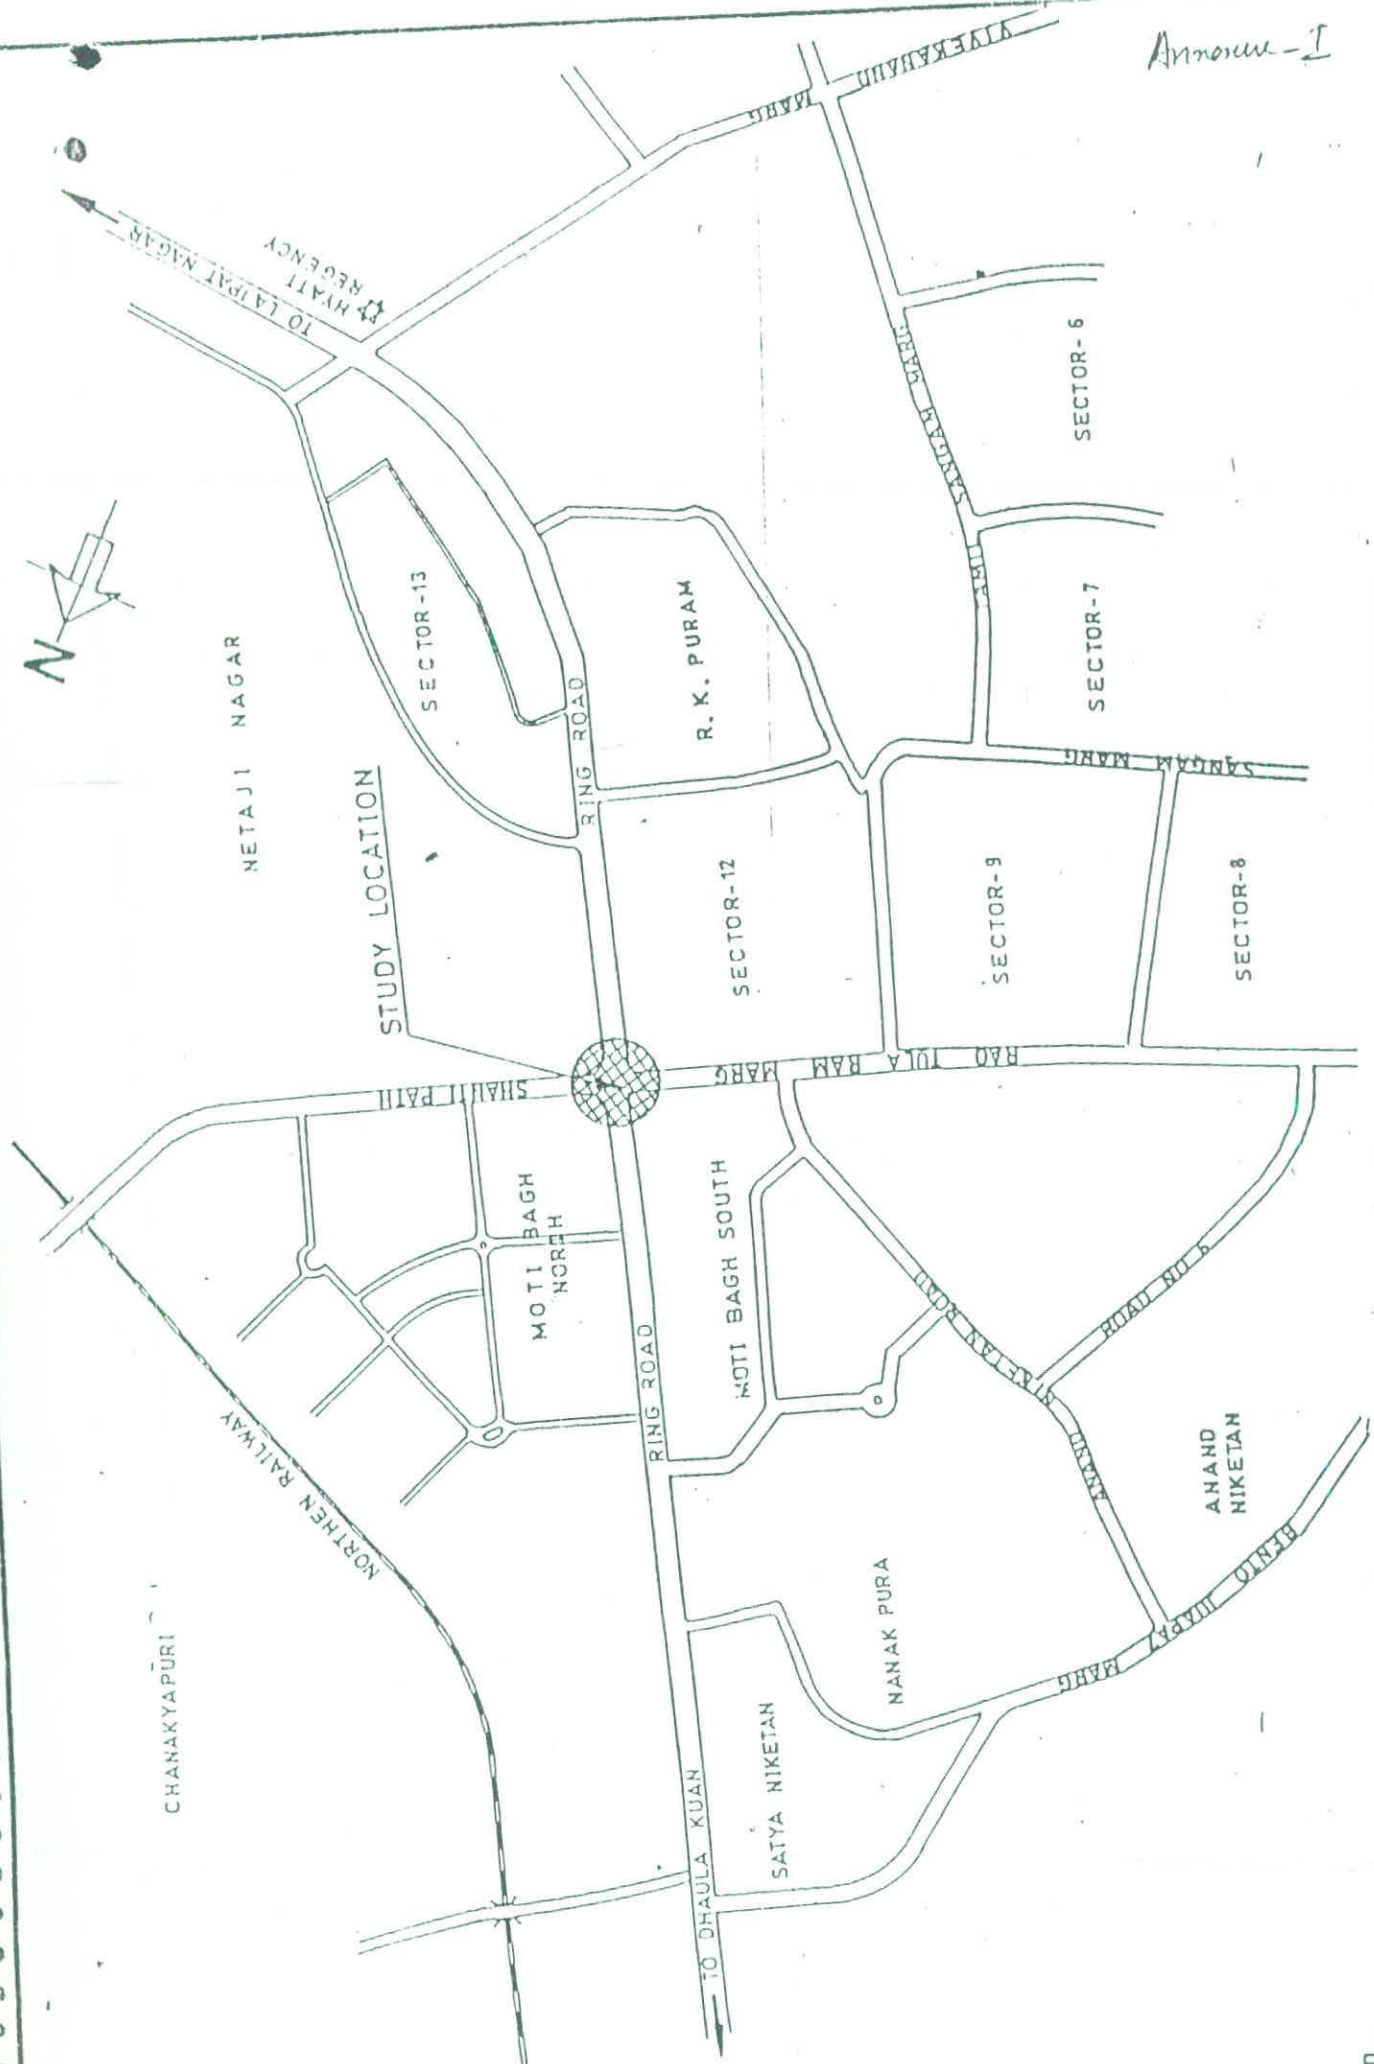 Annexure-I
VIVEKANAND
MARG
TO LAJPAT NAGAR
HYATT
REGENCY
N
NETAJI NAGAR
SECTOR-13
STUDY LOCATION
RING ROAD
R. K. PURAM
SECTOR-6
SECTOR-7
SANGAM MARG
SECTOR-12
SECTOR-9
SECTOR-8
SHANTI PATH
RAO TULA RAM MARG
MOTI BAGH
NORTH
MOTI BAGH SOUTH
RING ROAD
NORTHEN RAILWAY
CHANAKYAPURI
ROAD NO
ANAND
NIKETAN
ANAND NIKETAN ROAD
NANAK PURA
SATYA NIKETAN
MARG
TO DHAULA KUAN